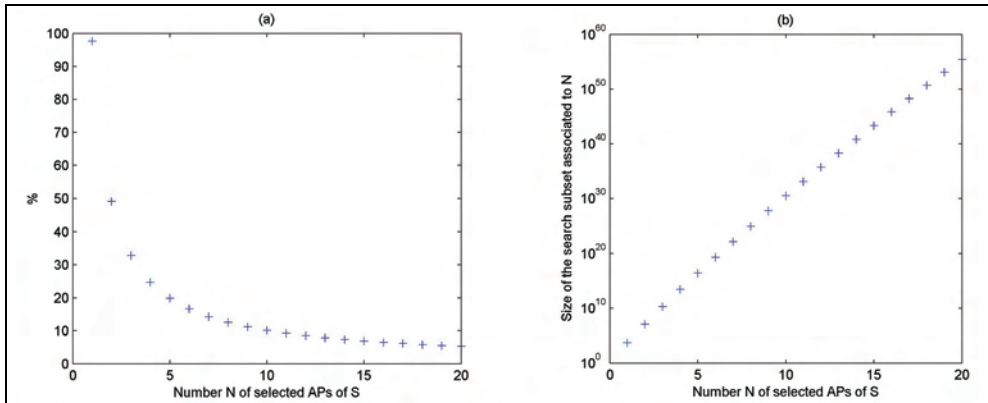 (a)
100
90
80
70
60
50
40
30
20
10
0
%
0 5 10 15 20
Number N of selected APs of S
(b)
10^60
10^50
10^40
10^30
10^20
10^10
10^0
Size of the search subset associated to N
0 5 10 15 20
Number N of selected APs of S